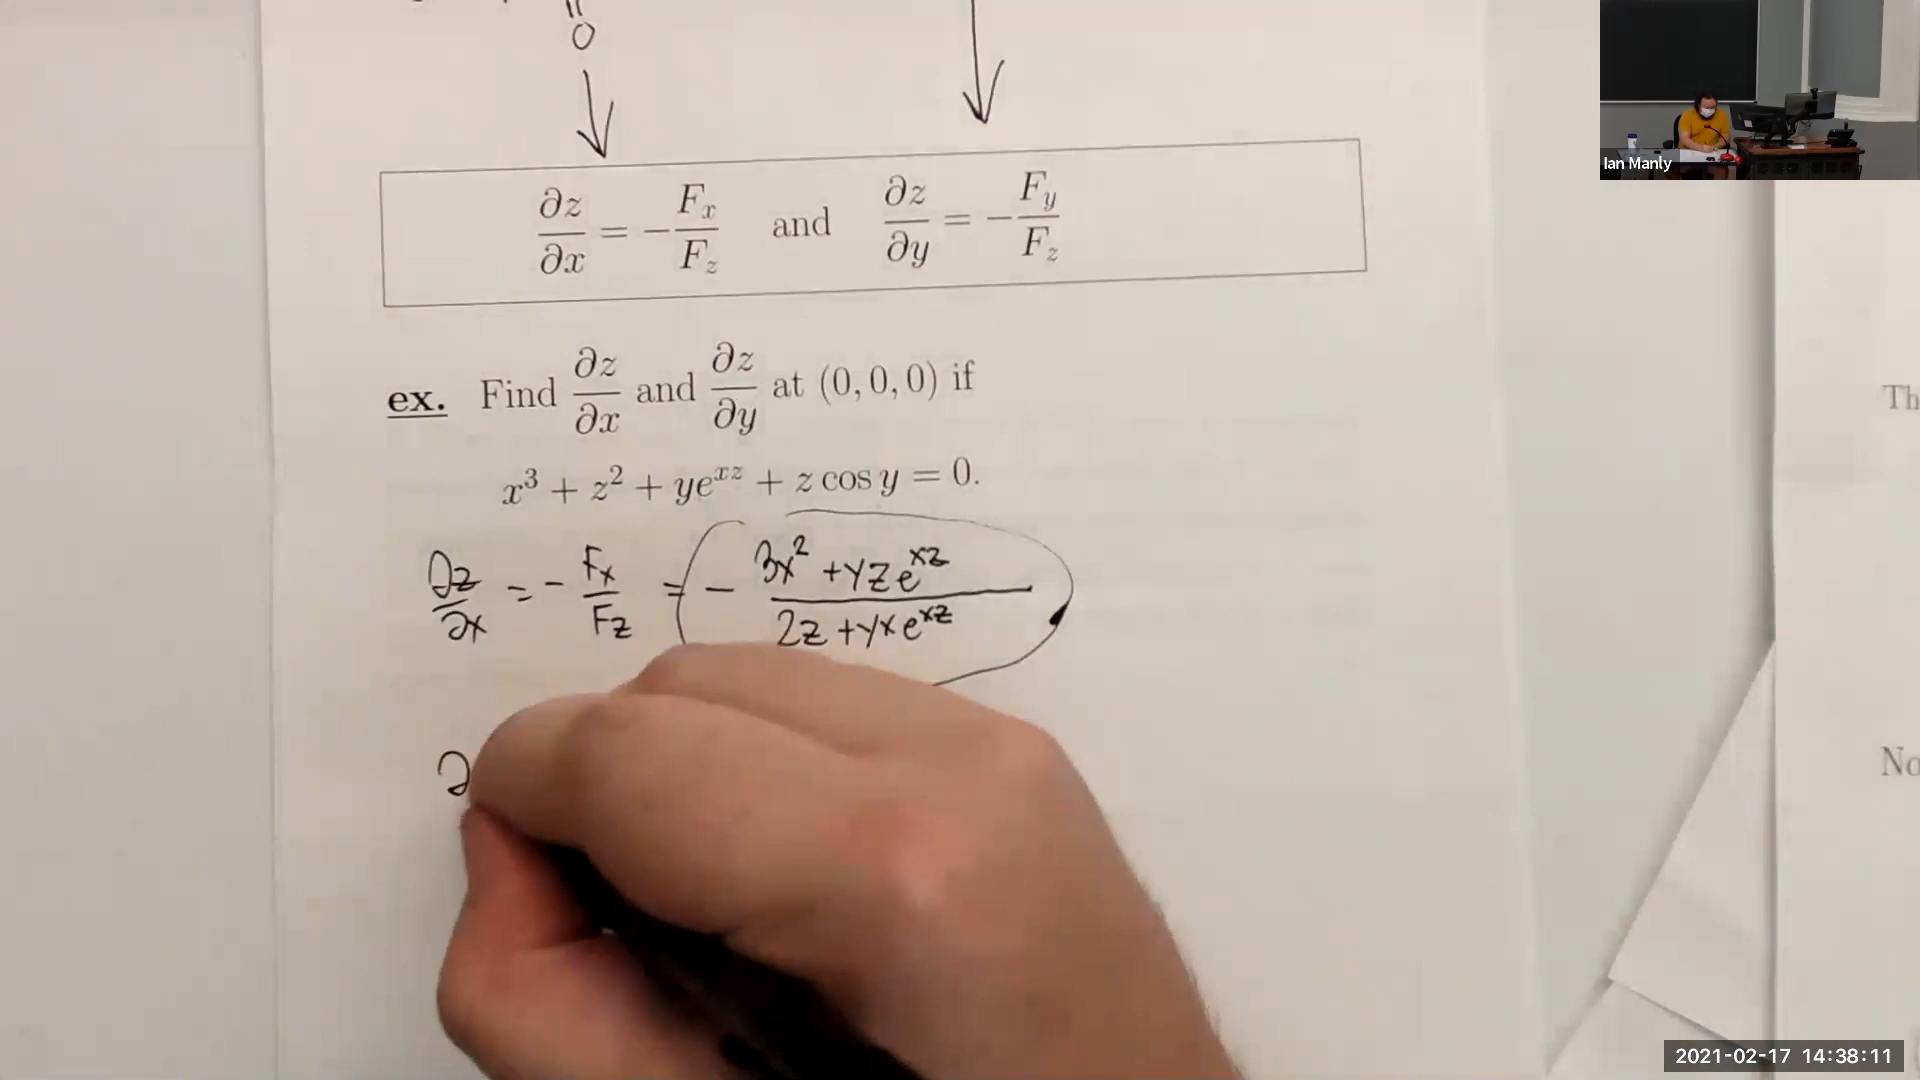 0
Ian Manly
∂z/∂x = −F_x/F_z and ∂z/∂y = −F_y/F_z
ex. Find ∂z/∂x and ∂z/∂y at (0, 0, 0) if
x³ + z² + ye^{xz} + z cos y = 0.
∂z/∂x = − F_x/F_z = − (3x² + yze^{xz})/(2z + yxe^{xz})
∂
Th
No
2021-02-17 14:38:11